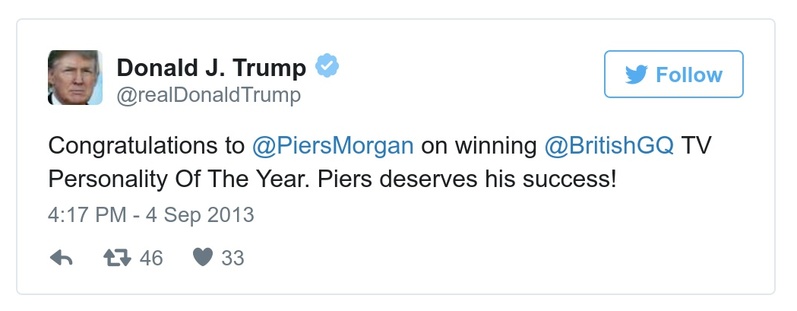 Donald J. Trump
@realDonaldTrump
Follow
Congratulations to @PiersMorgan on winning @BritishGQ TV
Personality Of The Year. Piers deserves his success!
4:17 PM - 4 Sep 2013
46 33